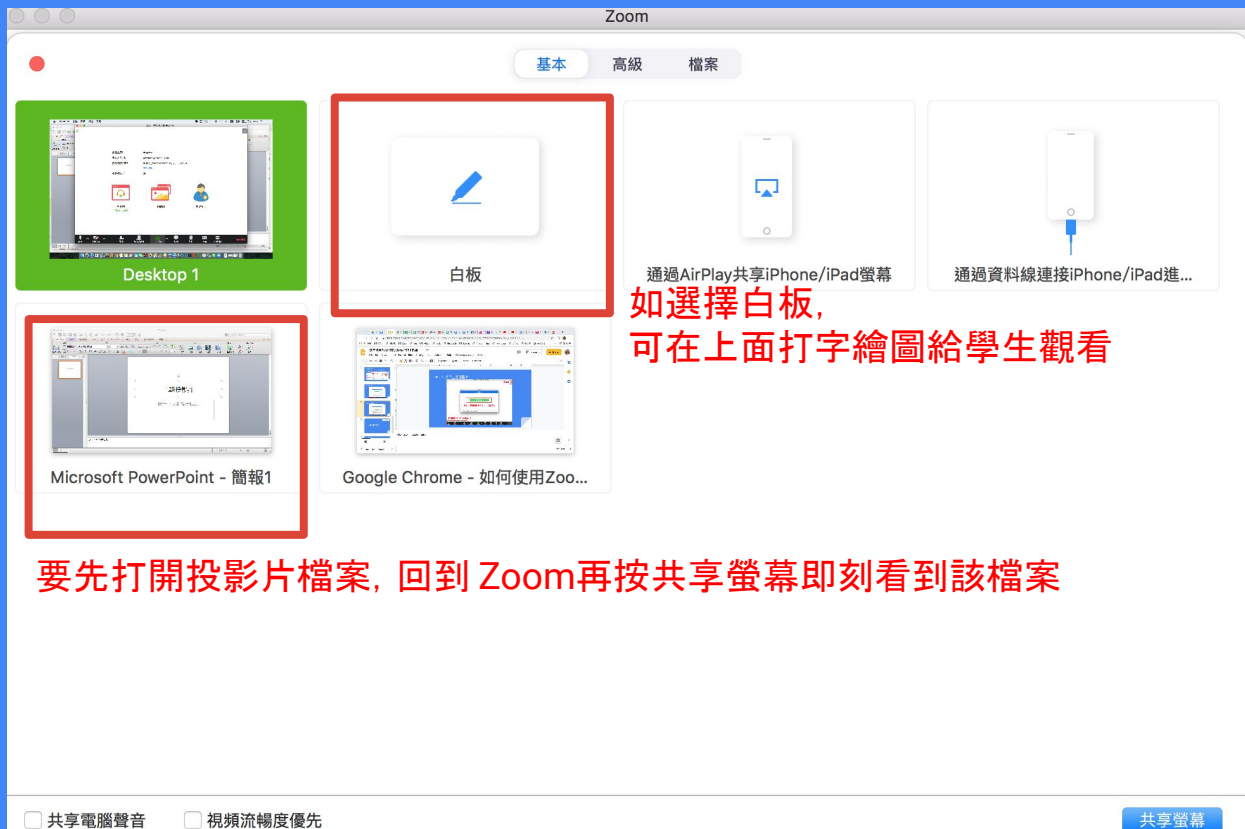 Zoom
基本 高級 檔案
Desktop 1
白板
通過AirPlay共享iPhone/iPad螢幕
通過資料線連接iPhone/iPad進...
如選擇白板,
可在上面打字繪圖給學生觀看
Microsoft PowerPoint - 簡報1
Google Chrome - 如何使用Zoo...
要先打開投影片檔案, 回到 Zoom再按共享螢幕即刻看到該檔案
共享電腦聲音 視頻流暢度優先 共享螢幕